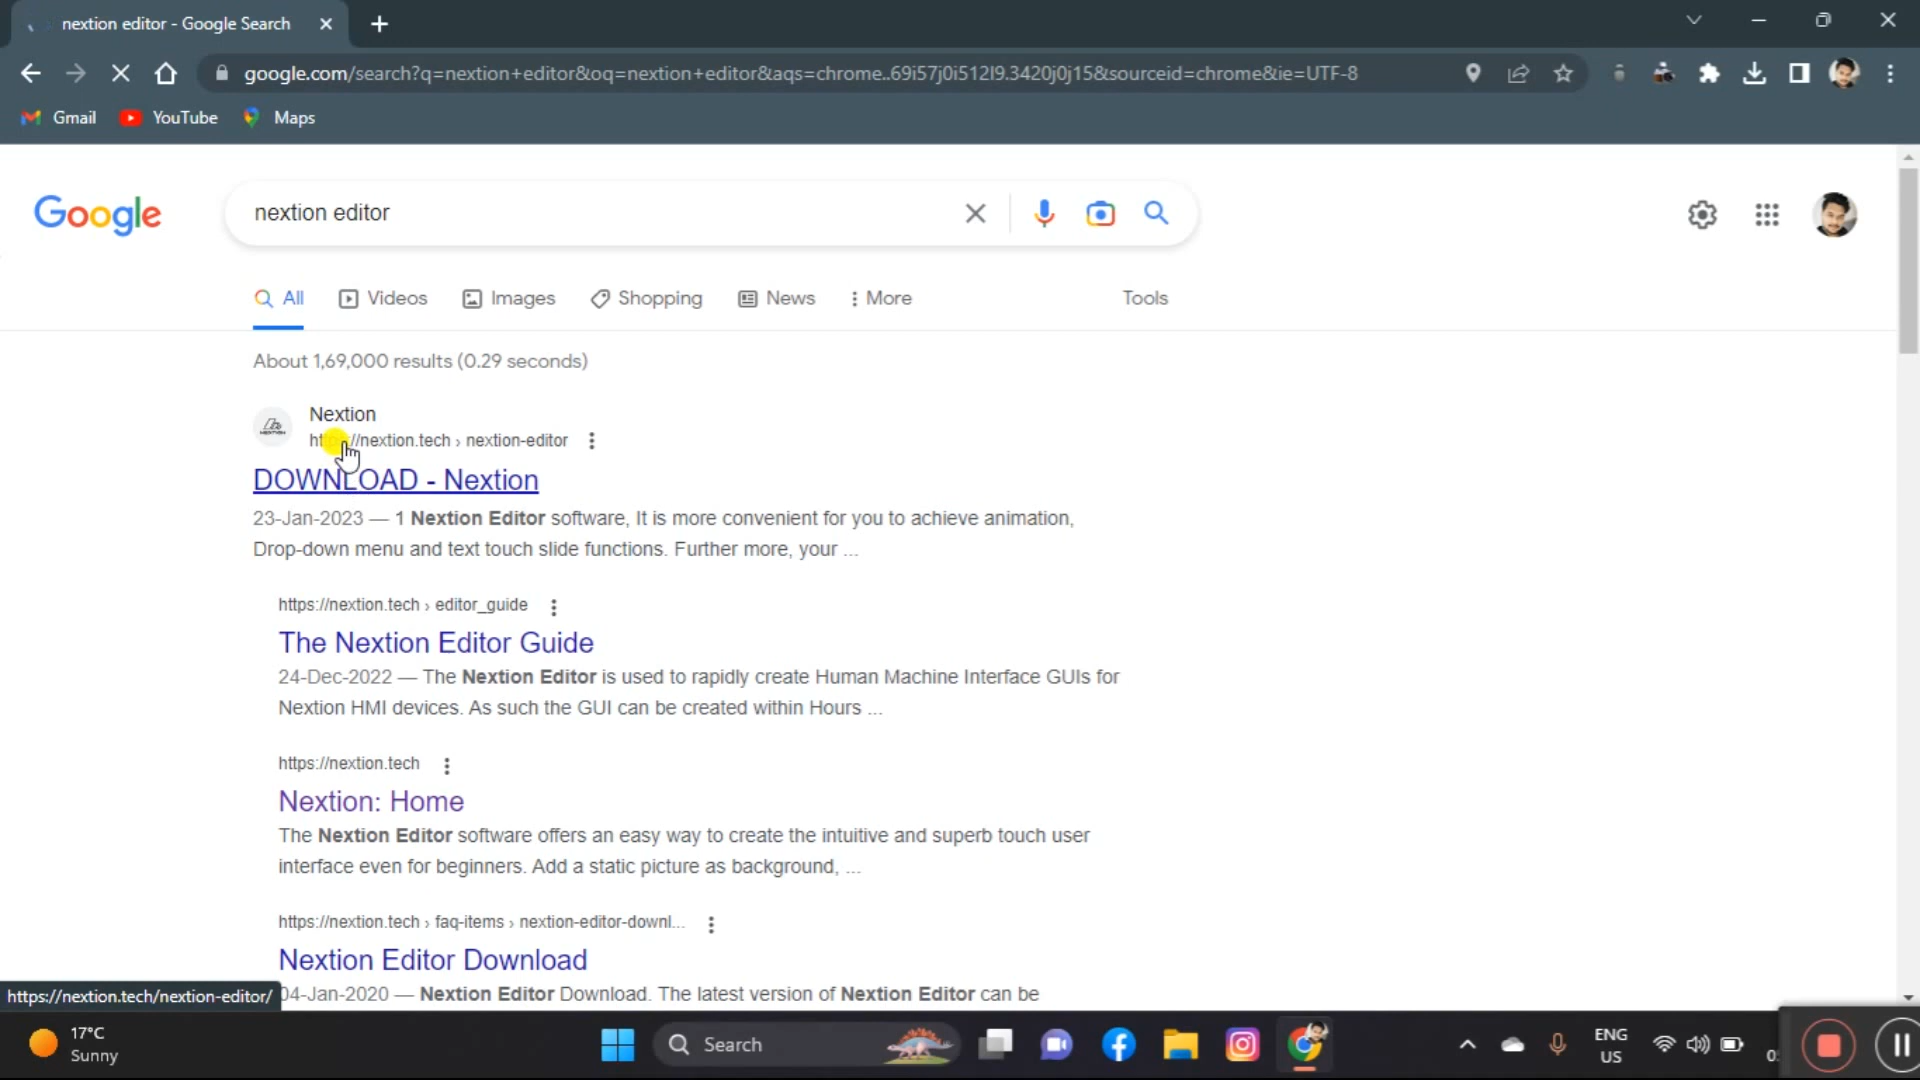 nextion editor - Google Search
google.com/search?q=nextion+editor&oq=nextion+editor&aqs=chrome..69i57j0i512l9.3420j0j15&sourceid=chrome&ie=UTF-8
Gmail YouTube Maps
Google
nextion editor
All Videos Images Shopping News More Tools
About 1,69,000 results (0.29 seconds)
Nextion
https://nextion.tech › nextion-editor
DOWNLOAD - Nextion
23-Jan-2023 — 1 Nextion Editor software, It is more convenient for you to achieve animation,
Drop-down menu and text touch slide functions. Further more, your ...
https://nextion.tech › editor_guide
The Nextion Editor Guide
24-Dec-2022 — The Nextion Editor is used to rapidly create Human Machine Interface GUIs for
Nextion HMI devices. As such the GUI can be created within Hours ...
https://nextion.tech
Nextion: Home
The Nextion Editor software offers an easy way to create the intuitive and superb touch user
interface even for beginners. Add a static picture as background, ...
https://nextion.tech › faq-items › nextion-editor-downl...
Nextion Editor Download
04-Jan-2020 — Nextion Editor Download. The latest version of Nextion Editor can be
https://nextion.tech/nextion-editor/
17°C
Sunny
Search
ENG
US